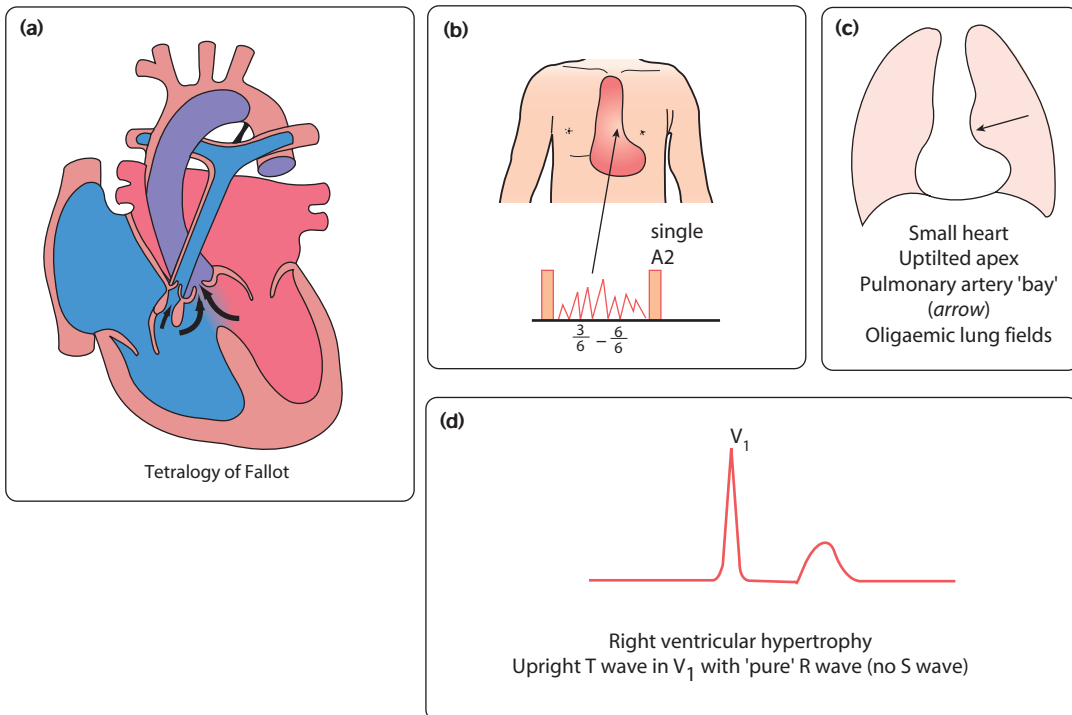 (a)
Tetralogy of Fallot
(b)
single
A2
3/6 – 6/6
(c)
Small heart
Uptilted apex
Pulmonary artery 'bay'
(arrow)
Oligaemic lung fields
(d)
V1
Right ventricular hypertrophy
Upright T wave in V1 with 'pure' R wave (no S wave)